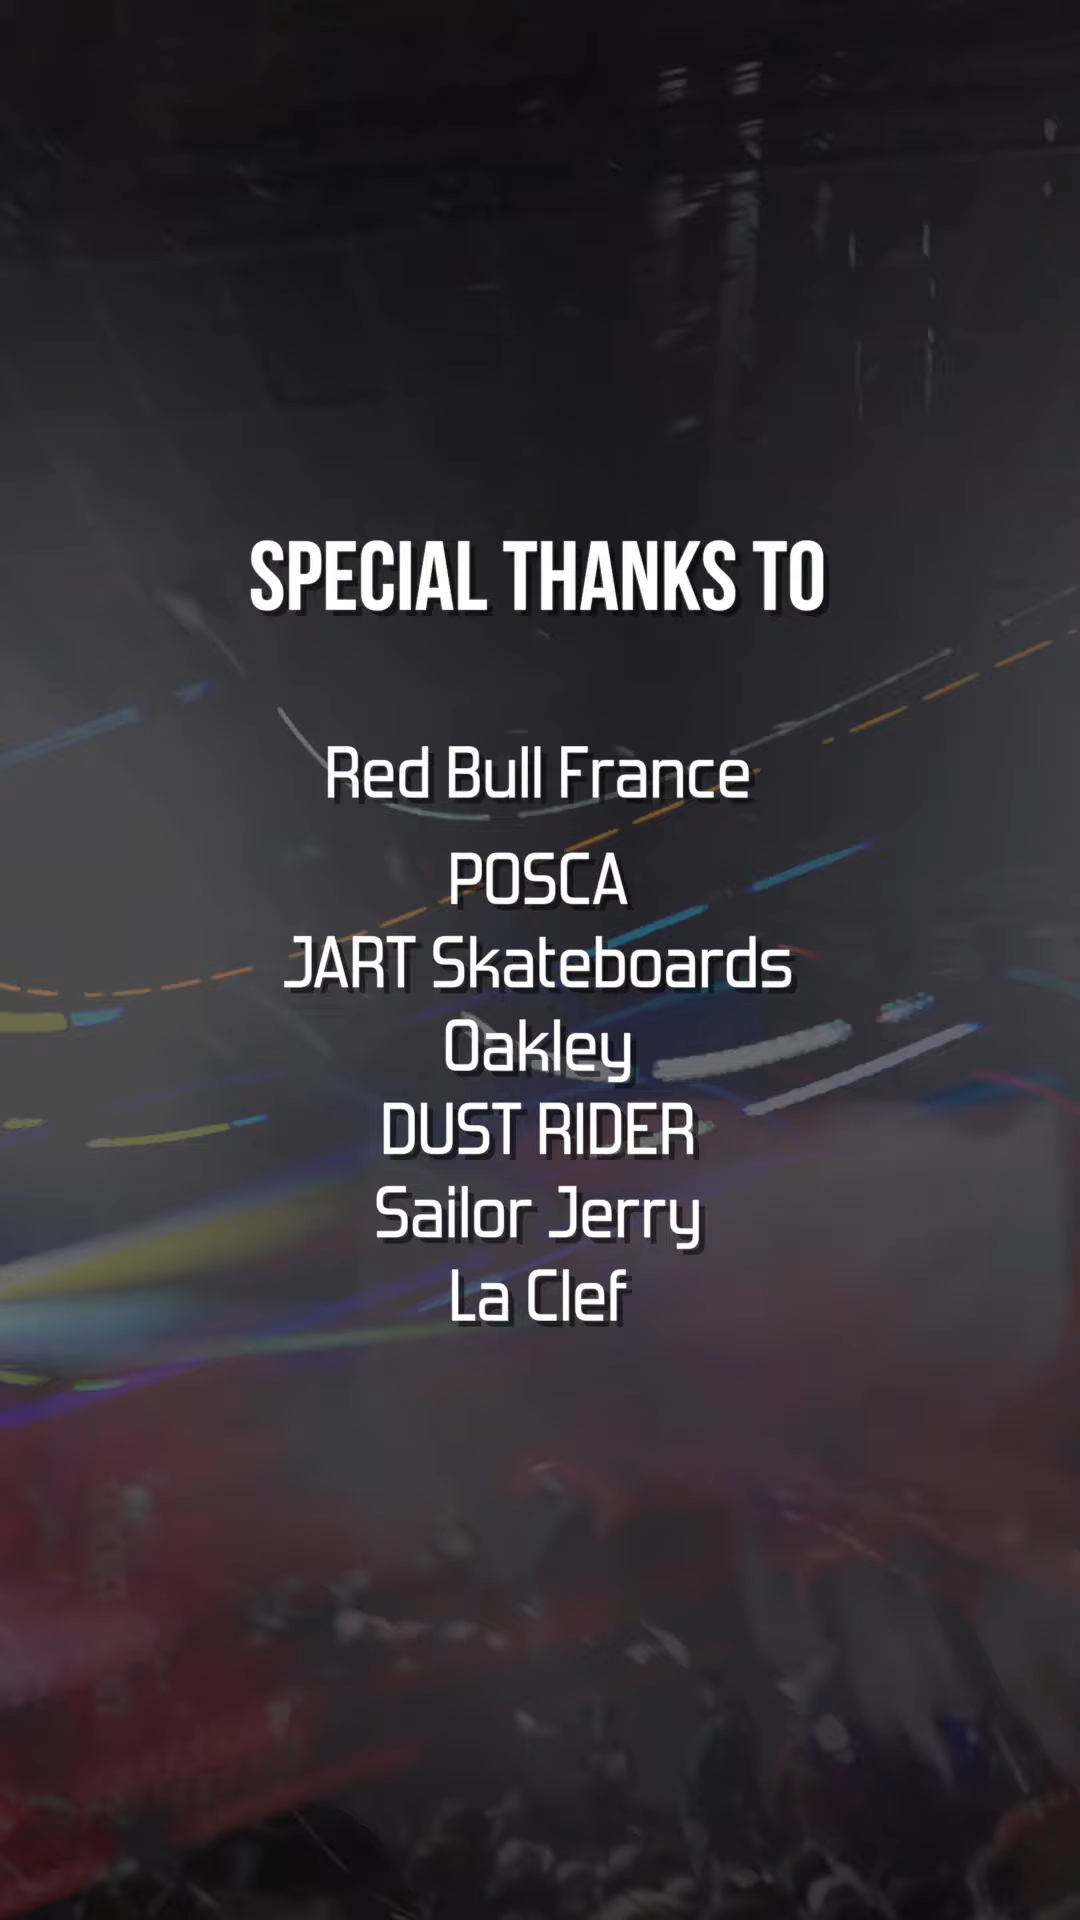 SPECIAL THANKS TO
Red Bull France
POSCA
JART Skateboards
Oakley
DUST RIDER
Sailor Jerry
La Clef